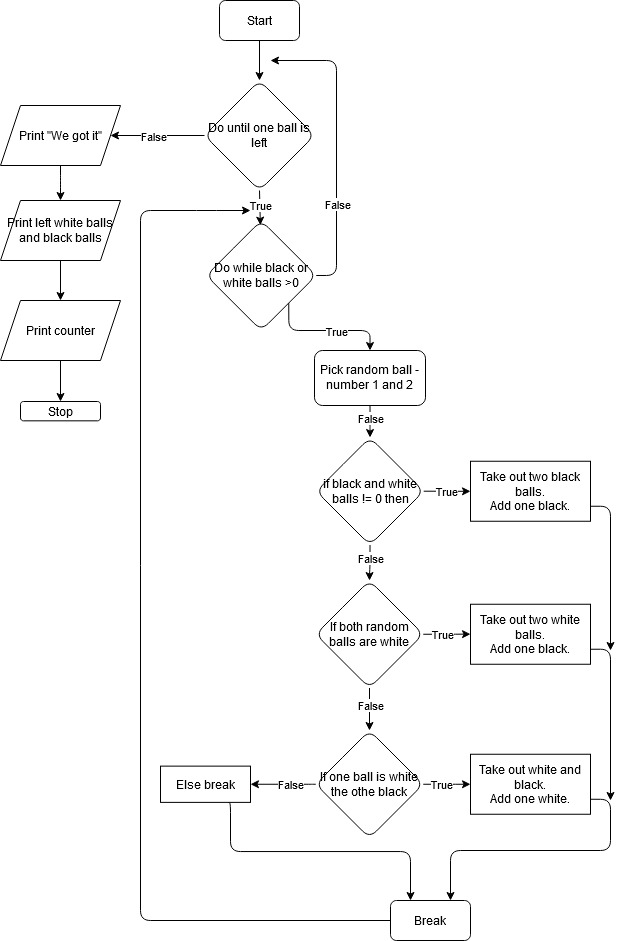 Start
Do until one ball is
left
False
Print "We got it"
Print left white balls
and black balls
Print counter
Stop
True
False
Do while black or
white balls >0
True
Pick random ball -
number 1 and 2
False
if black and white
balls != 0 then
True
Take out two black
balls.
Add one black.
False
If both random
balls are white
True
Take out two white
balls.
Add one black.
False
If one ball is white
the othe black
True
Take out white and
black.
Add one white.
False
Else break
Break